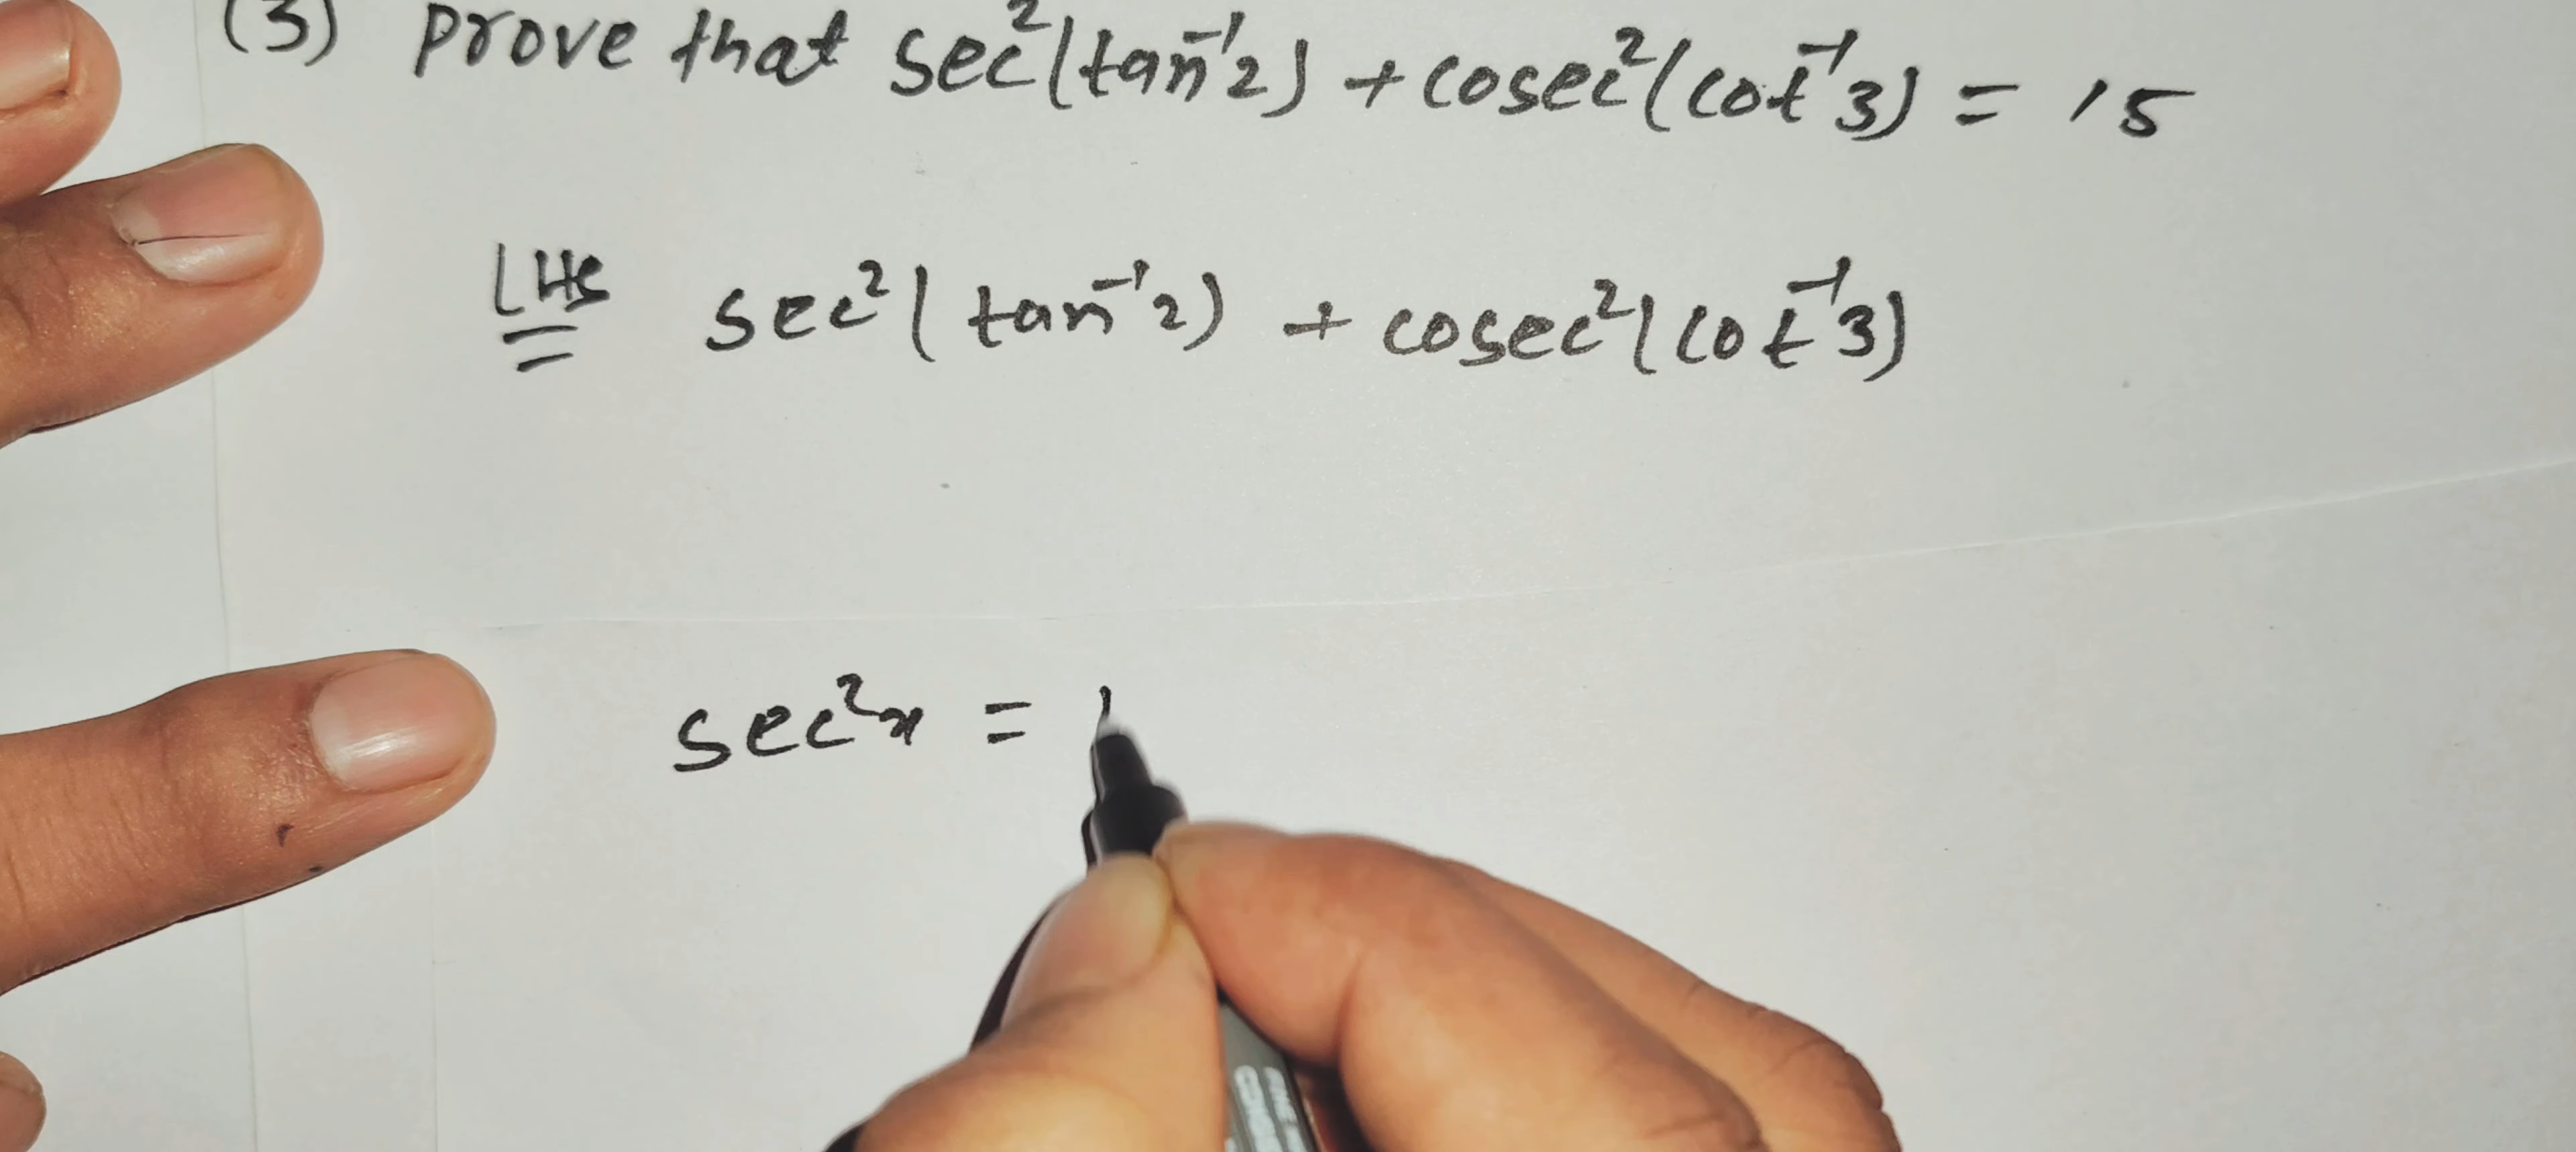 (3) prove that sec²(tan⁻¹2) + cosec²(cot⁻¹3) = 15
LHS sec²(tan⁻¹2) + cosec²(cot⁻¹3)
sec²x = 1